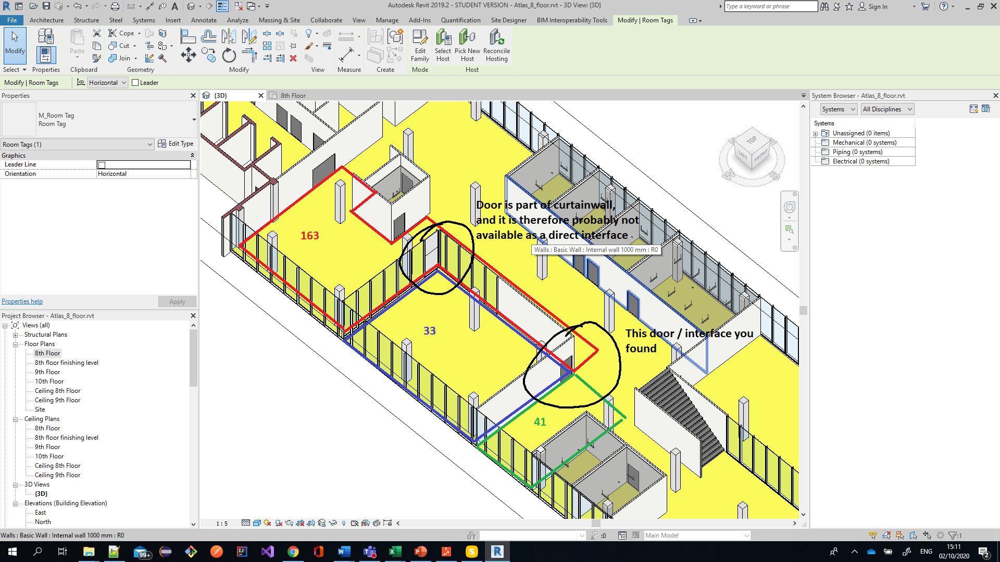 Autodesk Revit 2019.2 - STUDENT VERSION - Atlas_8_floor.rvt - 3D View: {3D}
Type a keyword or phrase
Sign In
File Architecture Structure Steel Systems Insert Annotate Analyze Massing & Site Collaborate View Manage Add-Ins Quantification Site Designer BIM Interoperability Tools Modify | Room Tags
Modify
Paste
Cope
Cut
Join
Edit Family
Select Host
Pick New Host
Reconcile Hosting
Select Properties Clipboard Geometry Modify View Measure Create Mode Host
Modify | Room Tags Horizontal Leader
Properties
M_Room Tag
Room Tag
Room Tags (1) Edit Type
Graphics
Leader Line
Orientation Horizontal
Properties help Apply
Project Browser - Atlas_8_floor.rvt
Views (all)
Structural Plans
Floor Plans
8th Floor
8th floor finishing level
9th Floor
10th Floor
Ceiling 8th Floor
Ceiling 9th Floor
Site
Ceiling Plans
8th Floor
8th floor finishing level
9th Floor
10th Floor
Ceiling 8th Floor
Ceiling 9th Floor
3D Views
{3D}
Elevations (Building Elevation)
East
North
{3D} 8th Floor
Door is part of curtainwall,
and it is therefore probably not
available as a direct interface
Walls : Basic Wall : Internal wall 1000 mm : R0
163
33
This door / interface you
found
41
TOP
LEFT
FRONT
W
S
1 : 5
System Browser - Atlas_8_floor.rvt
Systems All Disciplines
Systems
Unassigned (0 items)
Mechanical (0 systems)
Piping (0 systems)
Electrical (0 systems)
Walls : Basic Wall : Internal wall 1000 mm : R0
:0
Main Model
:1
99+
ENG
15:11
02/10/2020
2